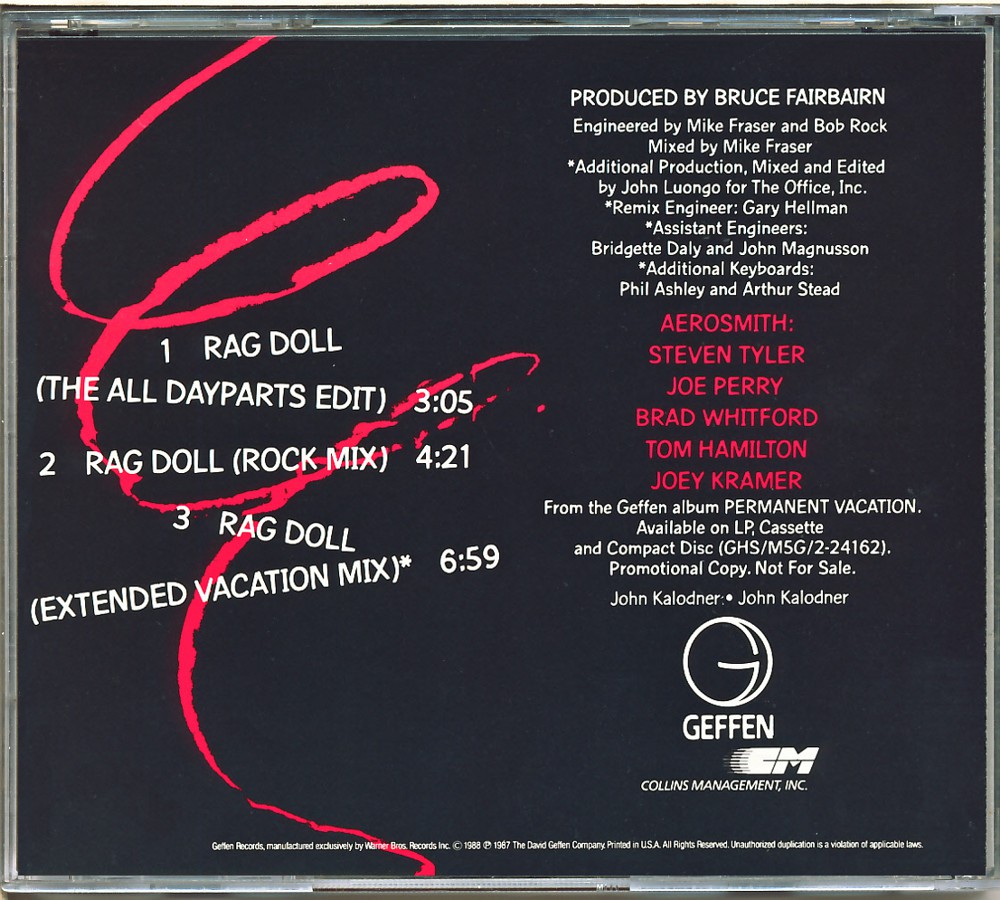 1 RAG DOLL
(THE ALL DAYPARTS EDIT) 3:05
2 RAG DOLL (ROCK MIX) 4:21
3 RAG DOLL
(EXTENDED VACATION MIX)* 6:59
PRODUCED BY BRUCE FAIRBAIRN
Engineered by Mike Fraser and Bob Rock
Mixed by Mike Fraser
*Additional Production, Mixed and Edited
by John Luongo for The Office, Inc.
*Remix Engineer: Gary Hellman
*Assistant Engineers:
Bridgette Daly and John Magnusson
*Additional Keyboards:
Phil Ashley and Arthur Stead
AEROSMITH:
STEVEN TYLER
JOE PERRY
BRAD WHITFORD
TOM HAMILTON
JOEY KRAMER
From the Geffen album PERMANENT VACATION.
Available on LP, Cassette
and Compact Disc (GHS/M5G/2-24162).
Promotional Copy. Not For Sale.
John Kalodner: • John Kalodner
G
GEFFEN
CM
COLLINS MANAGEMENT, INC.
Geffen Records, manufactured exclusively by Warner Bros. Records Inc. © 1988 ℗ 1987 The David Geffen Company. Printed in U.S.A. All Rights Reserved. Unauthorized duplication is a violation of applicable laws.